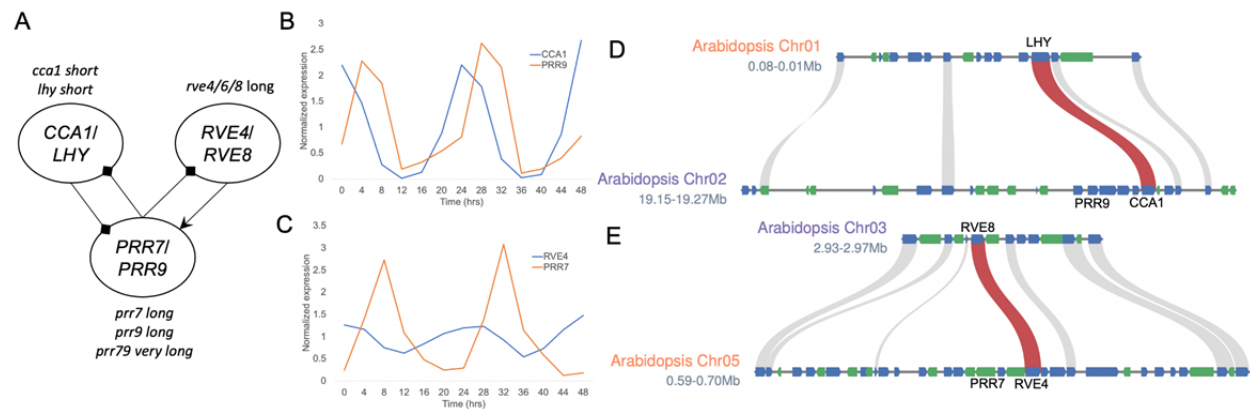 A
cca1 short
lhy short
rve4/6/8 long
CCA1/
LHY
RVE4/
RVE8
PRR7/
PRR9
prr7 long
prr9 long
prr79 very long
B
Normalized expression
3
2.5
2
1.5
1
0.5
0
CCA1
PRR9
0 4 8 12 16 20 24 28 32 36 40 44 48
Time (hrs)
C
Normalized expression
3.5
3
2.5
2
1.5
1
0.5
0
RVE4
PRR7
0 4 8 12 16 20 24 28 32 36 40 44 48
Time (hrs)
D
Arabidopsis Chr01
0.08-0.01Mb
LHY
Arabidopsis Chr02
19.15-19.27Mb
PRR9 CCA1
E
Arabidopsis Chr03
2.93-2.97Mb
RVE8
Arabidopsis Chr05
0.59-0.70Mb
PRR7 RVE4